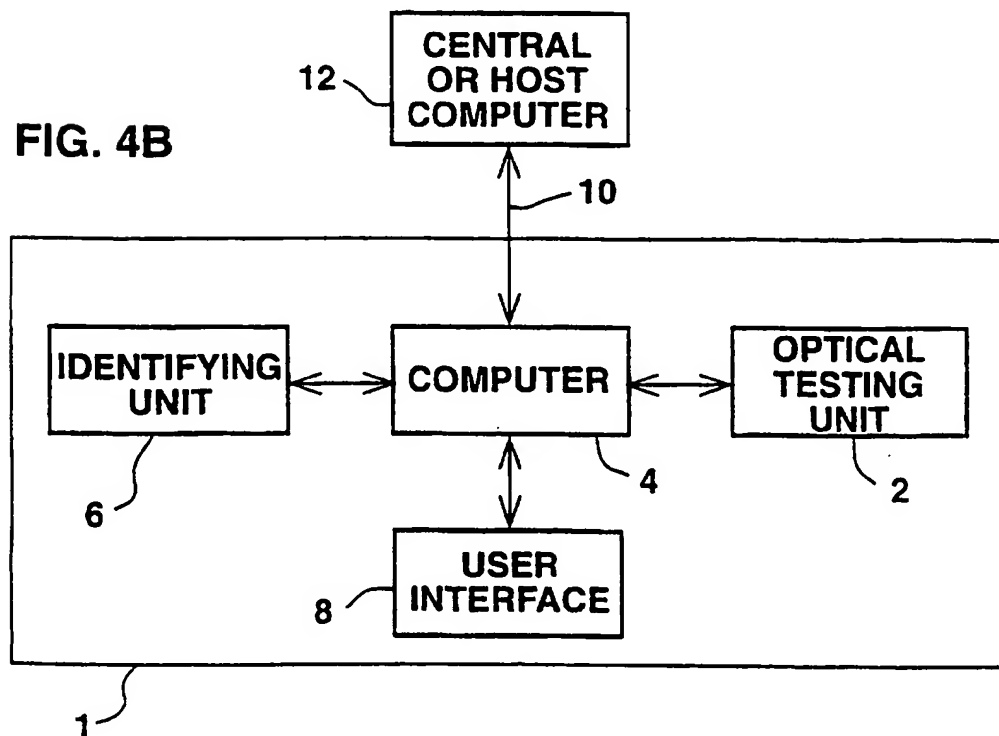 CENTRAL
OR HOST
COMPUTER
12
FIG. 4B
10
IDENTIFYING
UNIT
COMPUTER
OPTICAL
TESTING
UNIT
6
4
2
USER
INTERFACE
8
1